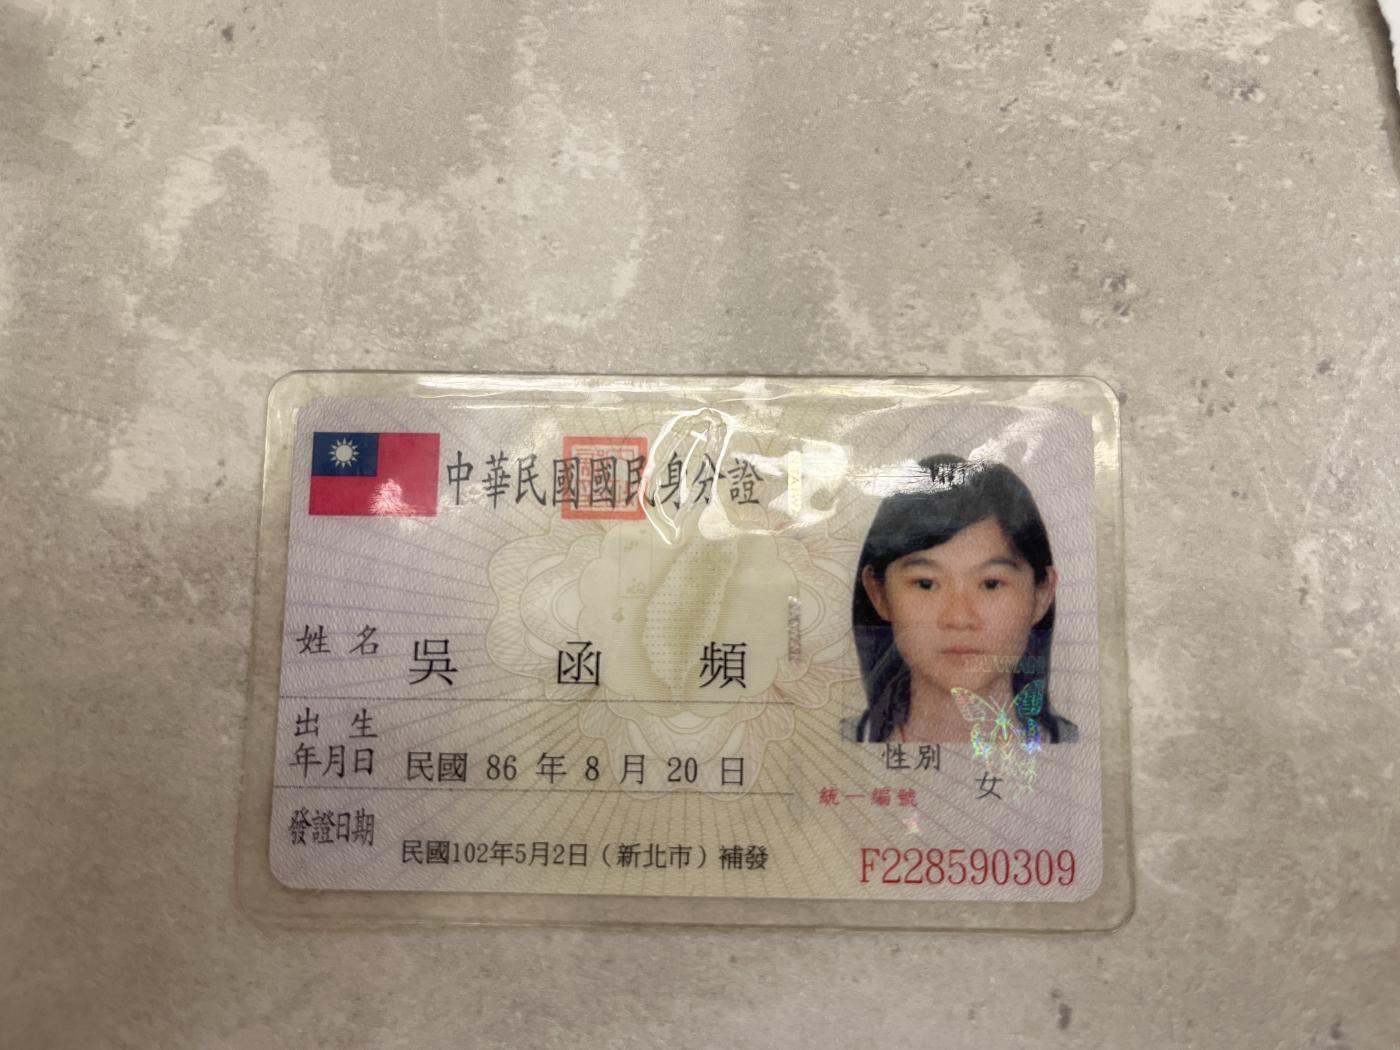 中華民國國民身分證
姓名 吳函頻
出生年月日 民國 86 年 8 月 20 日
發證日期 民國102年5月2日（新北市）補發
性別 女
統一編號
F228590309
TAIWAN